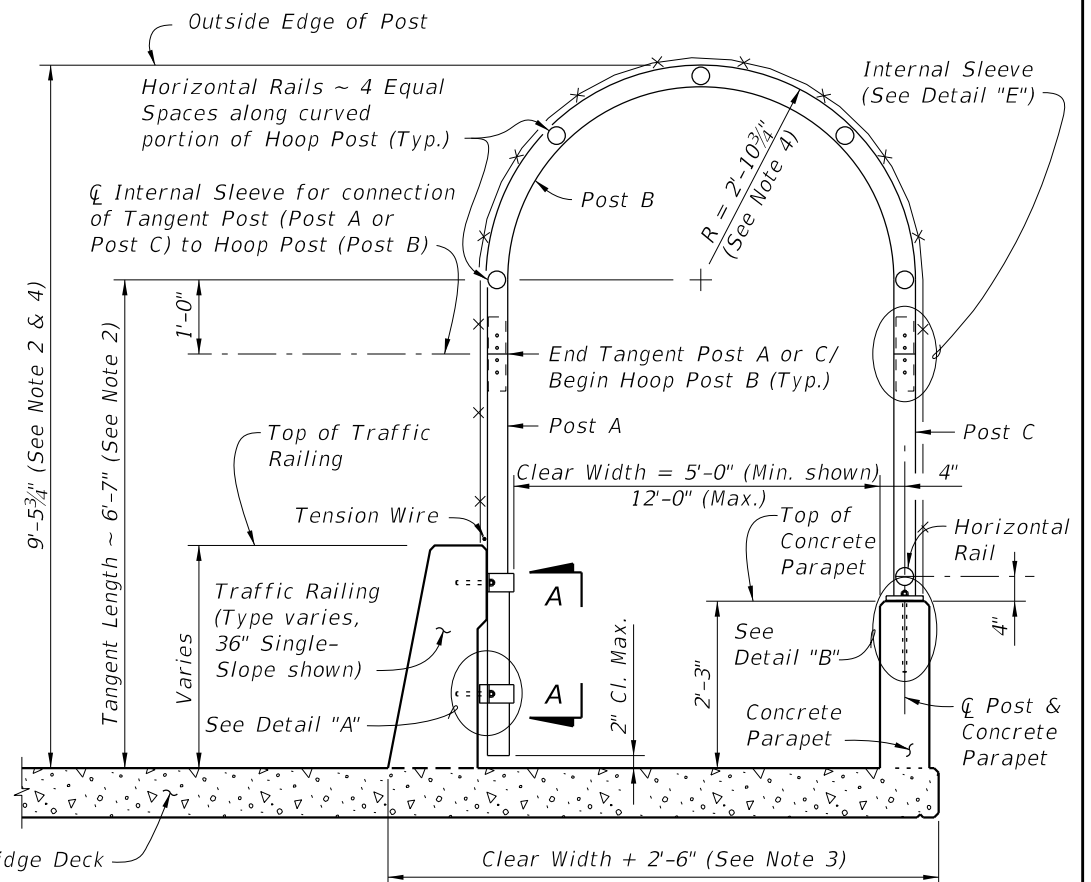 Outside Edge of Post
Horizontal Rails ~ 4 Equal
Spaces along curved
portion of Hoop Post (Typ.)
Internal Sleeve
(See Detail "E")
R = 2'-10¾"
(See Note 4)
Post B
℄ Internal Sleeve for connection
of Tangent Post (Post A or
Post C) to Hoop Post (Post B)
9'-5¾" (See Note 2 & 4)
Tangent Length ~ 6'-7" (See Note 2)
1'-0"
End Tangent Post A or C/
Begin Hoop Post B (Typ.)
Post A
Post C
Top of Traffic
Railing
Clear Width = 5'-0" (Min. shown)
12'-0" (Max.)
4"
Tension Wire
Top of
Concrete
Parapet
Horizontal
Rail
Traffic Railing
(Type varies,
36" Single-
Slope shown)
Varies
A
A
See
Detail "B"
4"
2" Cl. Max.
2'-3"
See Detail "A"
Concrete
Parapet
℄ Post &
Concrete
Parapet
idge Deck
Clear Width + 2'-6" (See Note 3)